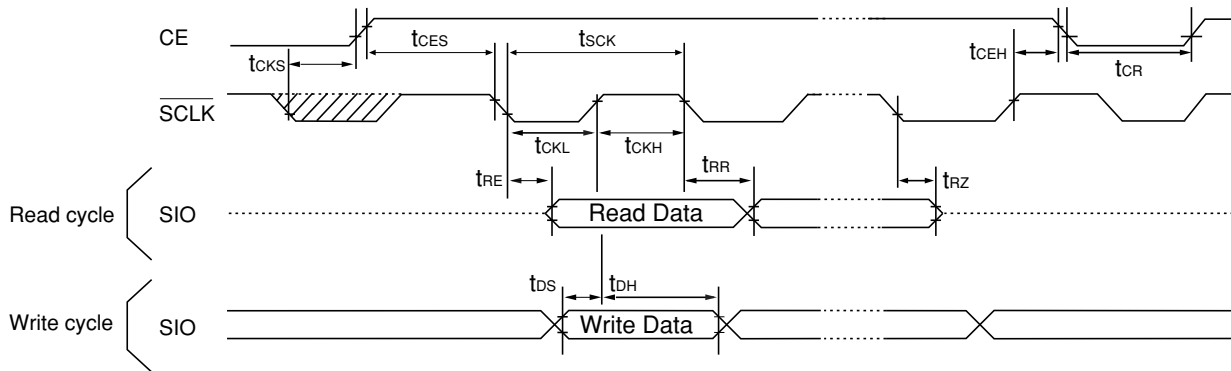 CE
tCKS
tCES
tSCK
tCEH
tCR
SCLK
tCKL
tCKH
tRE
tRR
tRZ
Read cycle
SIO
Read Data
tDS
tDH
Write cycle
SIO
Write Data